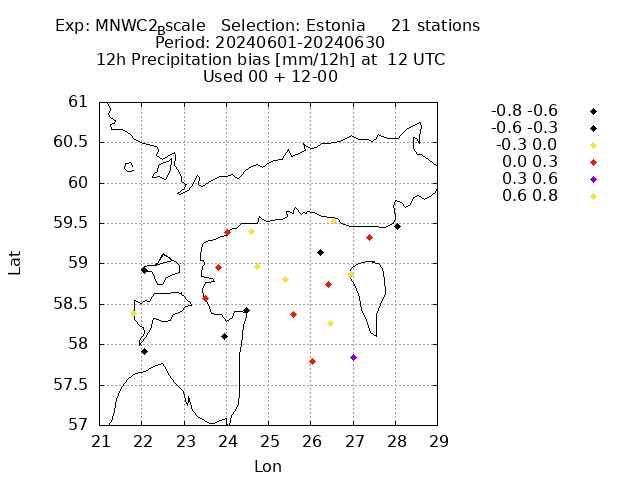 Exp: MNWC2_Bscale   Selection: Estonia     21 stations
Period: 20240601-20240630
12h Precipitation bias [mm/12h] at  12 UTC
Used 00 + 12-00
61
60.5
60
59.5
59
58.5
58
57.5
57
21 22 23 24 25 26 27 28 29
Lat
Lon
-0.8 -0.6
-0.6 -0.3
-0.3 0.0
0.0 0.3
0.3 0.6
0.6 0.8